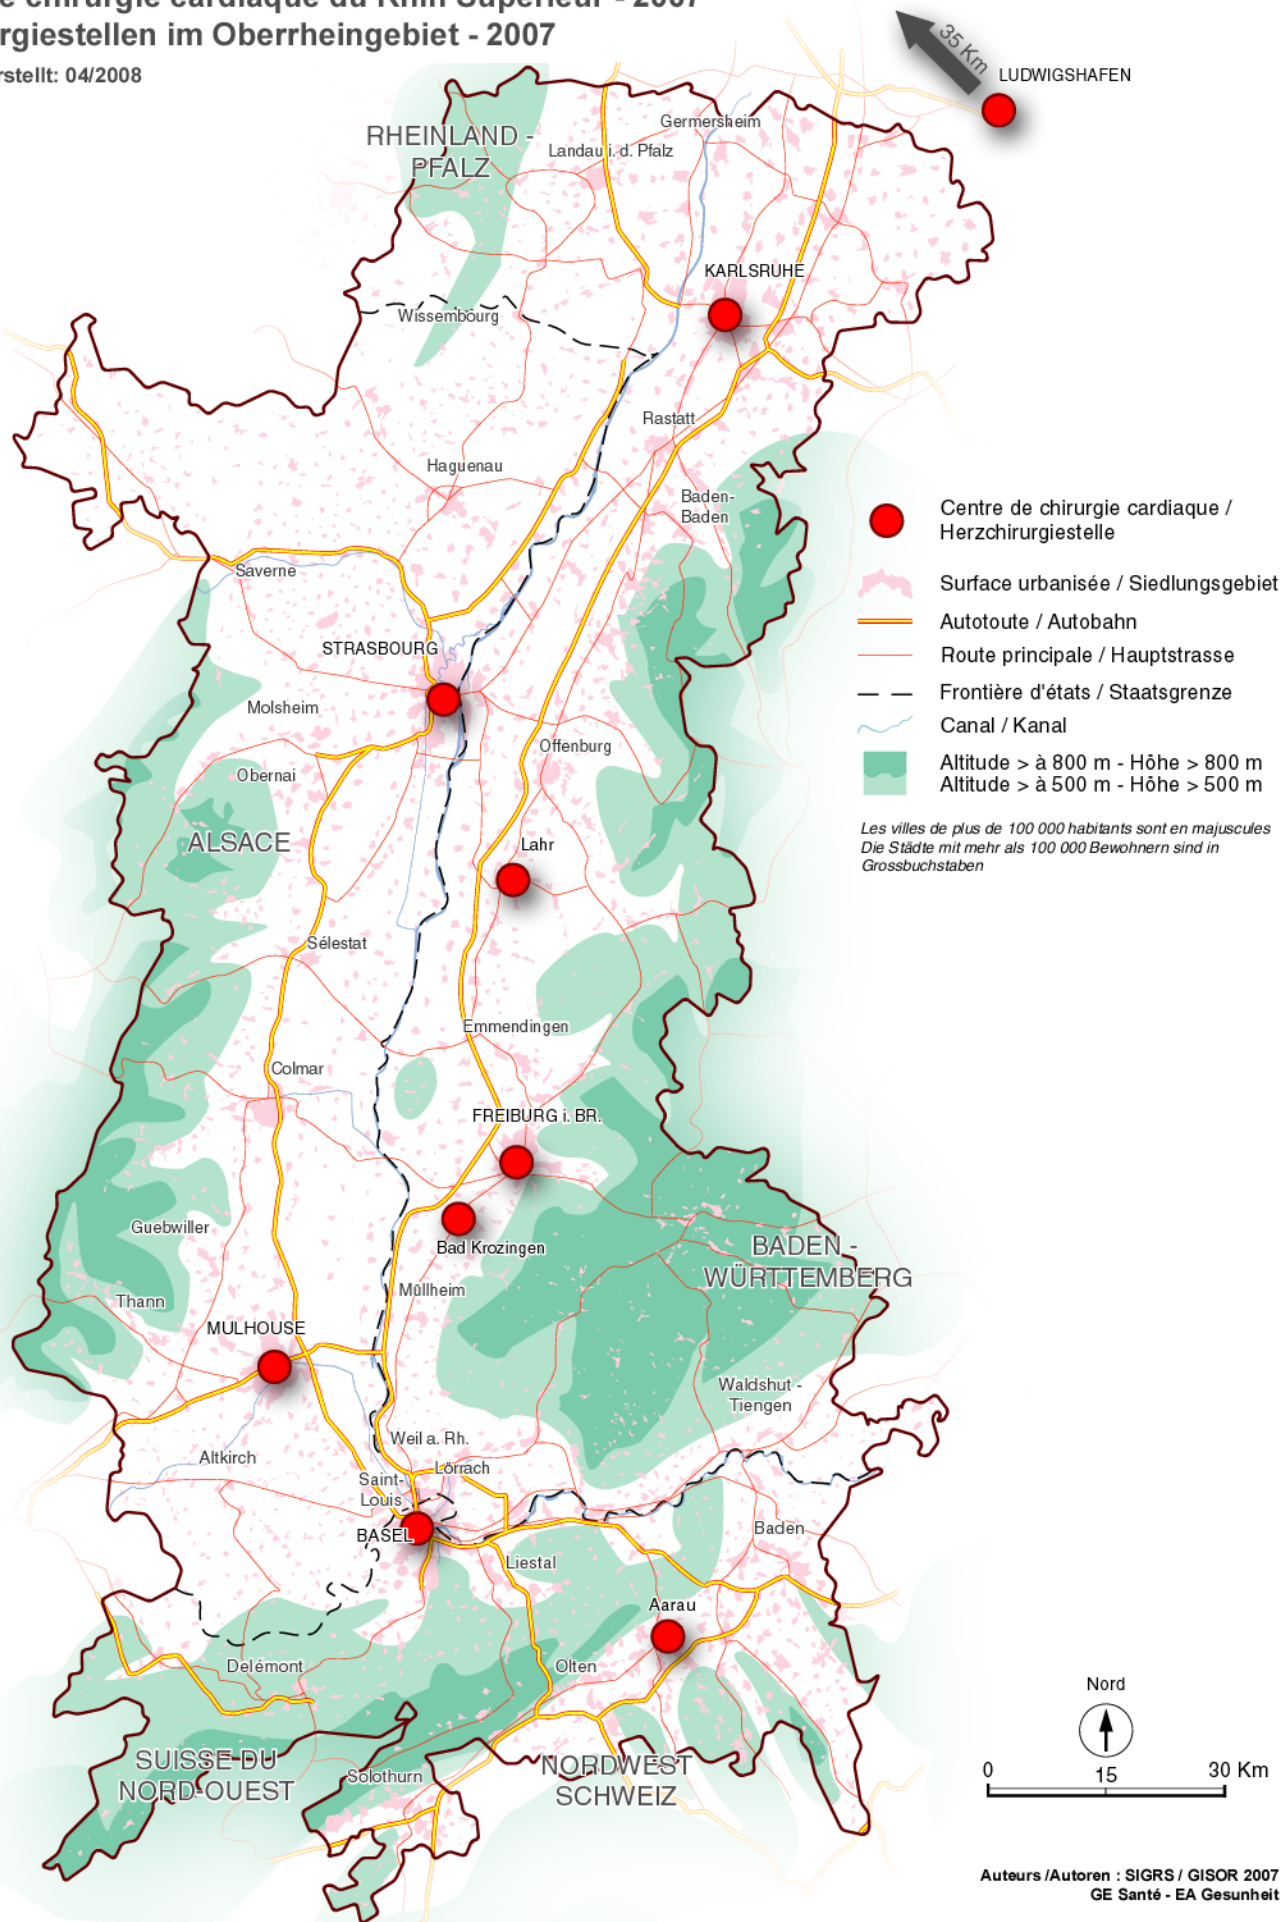 e chirurgie cardiaque du Rhin Supérieur - 2007
rgiestellen im Oberrheingebiet - 2007
rstellt: 04/2008
35 Km
LUDWIGSHAFEN
RHEINLAND -
PFALZ
Germersheim
Landau i. d. Pfalz
KARLSRUHE
Wissembourg
Rastatt
Haguenau
Baden-
Baden
Saverne
STRASBOURG
Molsheim
Obernai
Offenburg
ALSACE
Lahr
Sélestat
Emmendingen
Colmar
FREIBURG i. BR.
Guebwiller
Bad Krozingen
BADEN -
WÜRTTEMBERG
Müllheim
Thann
MULHOUSE
Waldshut -
Tiengen
Weil a. Rh.
Altkirch
Lörrach
Saint-
Louis
BASEL
Baden
Liestal
Aarau
Delémont
Olten
SUISSE DU
NORD-OUEST
Solothurn
NORDWEST
SCHWEIZ
Centre de chirurgie cardiaque /
Herzchirurgiestelle
Surface urbanisée / Siedlungsgebiet
Autotoute / Autobahn
Route principale / Hauptstrasse
Frontière d'états / Staatsgrenze
Canal / Kanal
Altitude > à 800 m - Höhe > 800 m
Altitude > à 500 m - Höhe > 500 m
Les villes de plus de 100 000 habitants sont en majuscules
Die Städte mit mehr als 100 000 Bewohnern sind in
Grossbuchstaben
Nord
0 15 30 Km
Auteurs /Autoren : SIGRS / GISOR 2007
GE Santé - EA Gesunheit